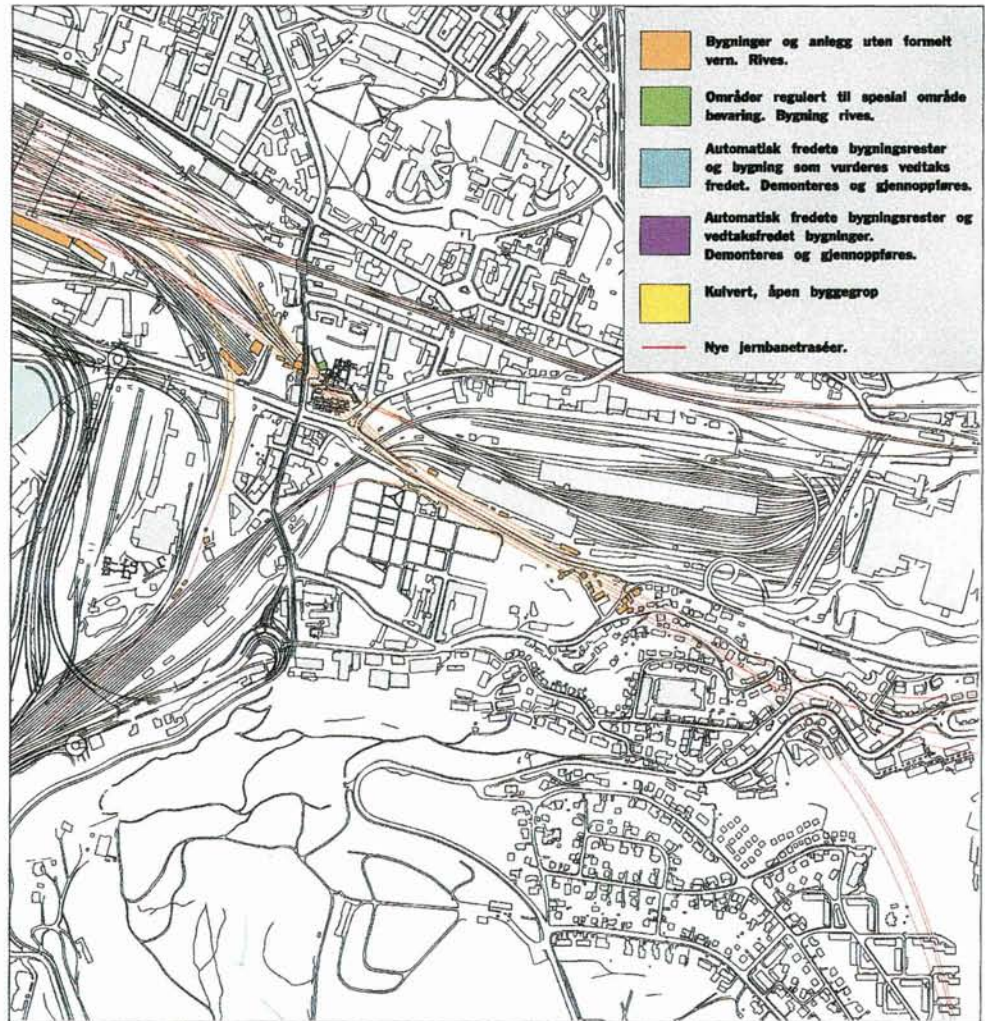 Bygninger og anlegg uten formelt
vern. Rives.
Områder regulert til spesial område
bevaring. Bygning rives.
Automatisk fredete bygningsrester
og bygning som vurderes vedtaks
fredet. Demonteres og gjennoppføres.
Automatisk fredete bygningsrester og
vedtaksfredet bygninger.
Demonteres og gjennoppføres.
Kulvert, åpen byggegrop
Nye jernbanetraséer.